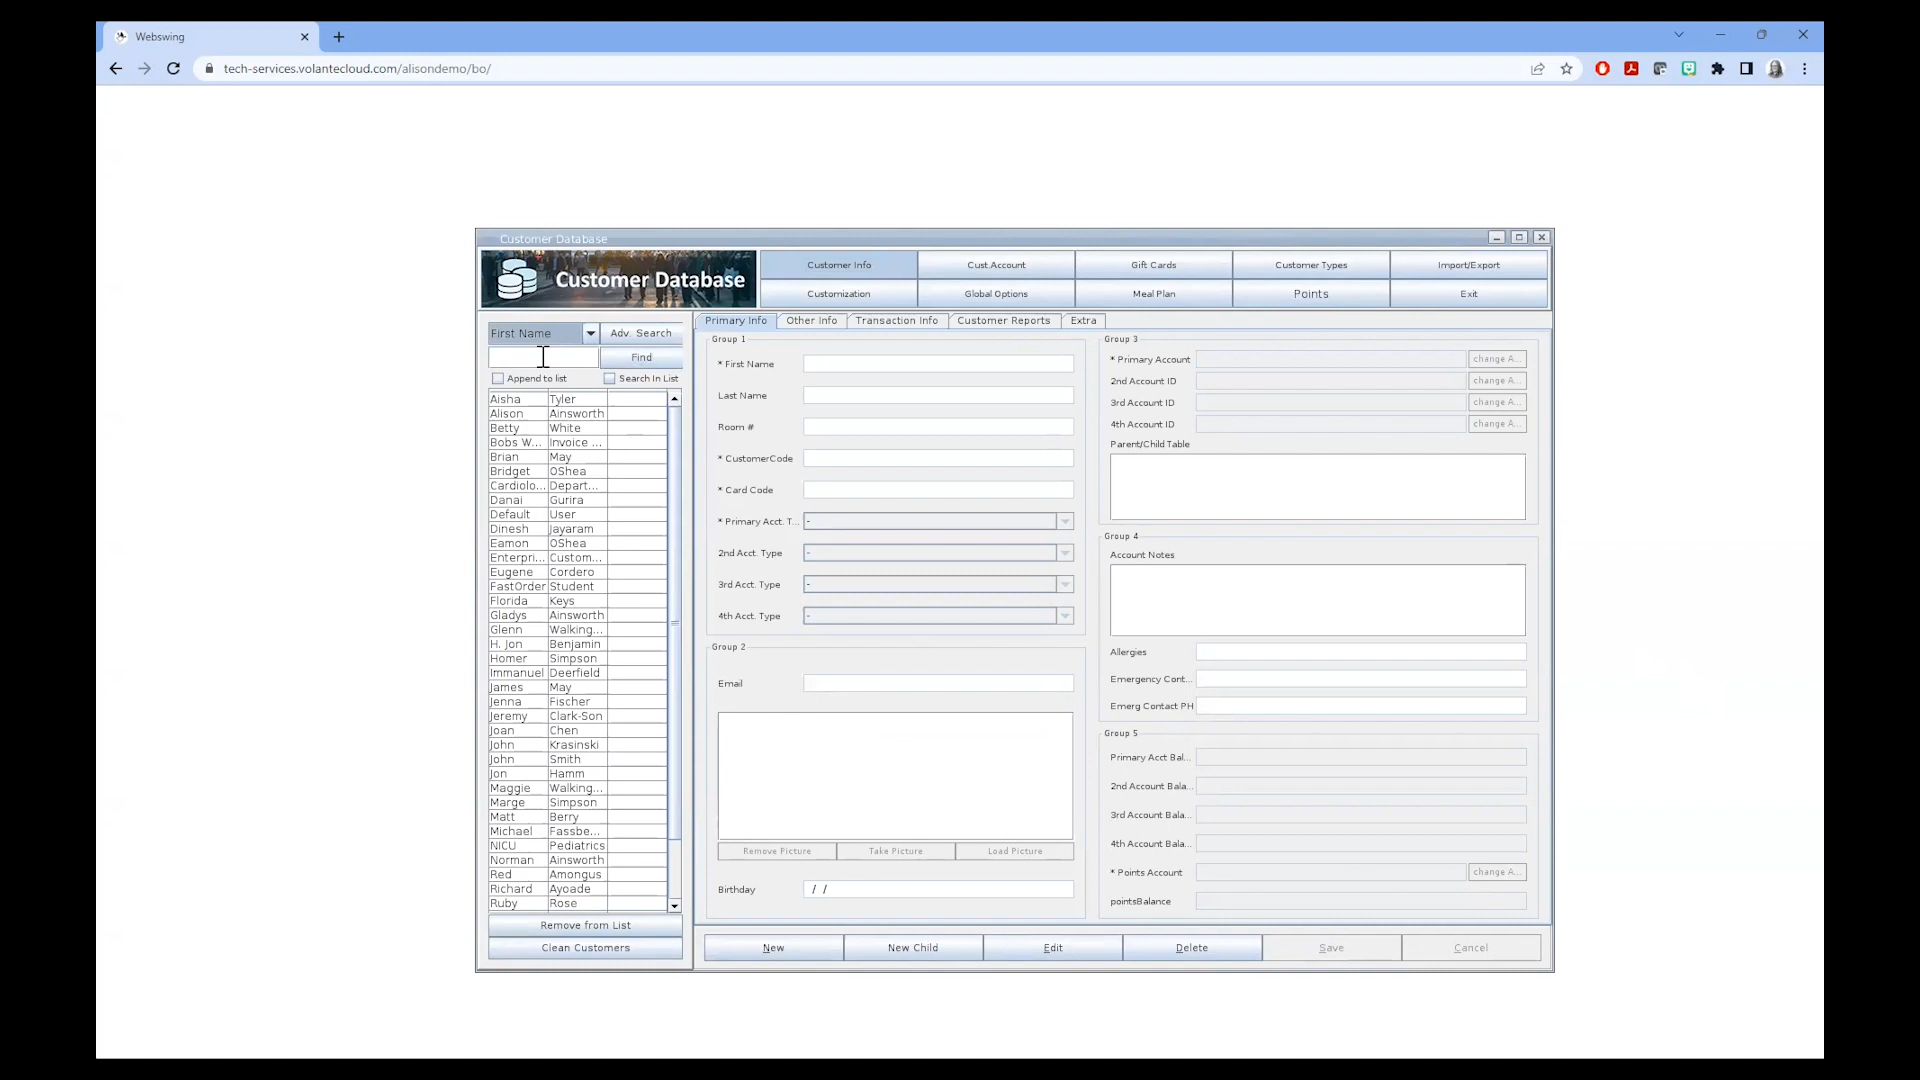 Webswing
tech-services.volantecloud.com/alisondemo/bo/
Customer Database
Customer Database
Customer Info
Cust.Account
Gift Cards
Customer Types
Import/Export
Customization
Global Options
Meal Plan
Points
Exit
First Name
Adv. Search
Find
Append to list
Search In List
Aisha Tyler
Alison Ainsworth
Betty White
Bobs W... Invoice ...
Brian May
Bridget OShea
Cardiolo... Depart...
Danai Gurira
Default User
Dinesh Jayaram
Eamon OShea
Enterpri... Custom...
Eugene Cordero
FastOrder Student
Florida Keys
Gladys Ainsworth
Glenn Walking...
H. Jon Benjamin
Homer Simpson
Immanuel Deerfield
James May
Jenna Fischer
Jeremy Clark-Son
Joan Chen
John Krasinski
John Smith
Jon Hamm
Maggie Walking...
Marge Simpson
Matt Berry
Michael Fassbe...
NICU Pediatrics
Norman Ainsworth
Red Amongus
Richard Ayoade
Ruby Rose
Remove from List
Clean Customers
Primary Info
Other Info
Transaction Info
Customer Reports
Extra
Group 1
* First Name
Last Name
Room #
* CustomerCode
* Card Code
* Primary Acct. T... -
2nd Acct. Type -
3rd Acct. Type -
4th Acct. Type -
Group 2
Email
Remove Picture
Take Picture
Load Picture
Birthday / /
Group 3
* Primary Account change A...
2nd Account ID change A...
3rd Account ID change A...
4th Account ID change A...
Parent/Child Table
Group 4
Account Notes
Allergies
Emergency Cont...
Emerg Contact PH
Group 5
Primary Acct Bal...
2nd Account Bala...
3rd Account Bala...
4th Account Bala...
* Points Account change A...
pointsBalance
New
New Child
Edit
Delete
Save
Cancel